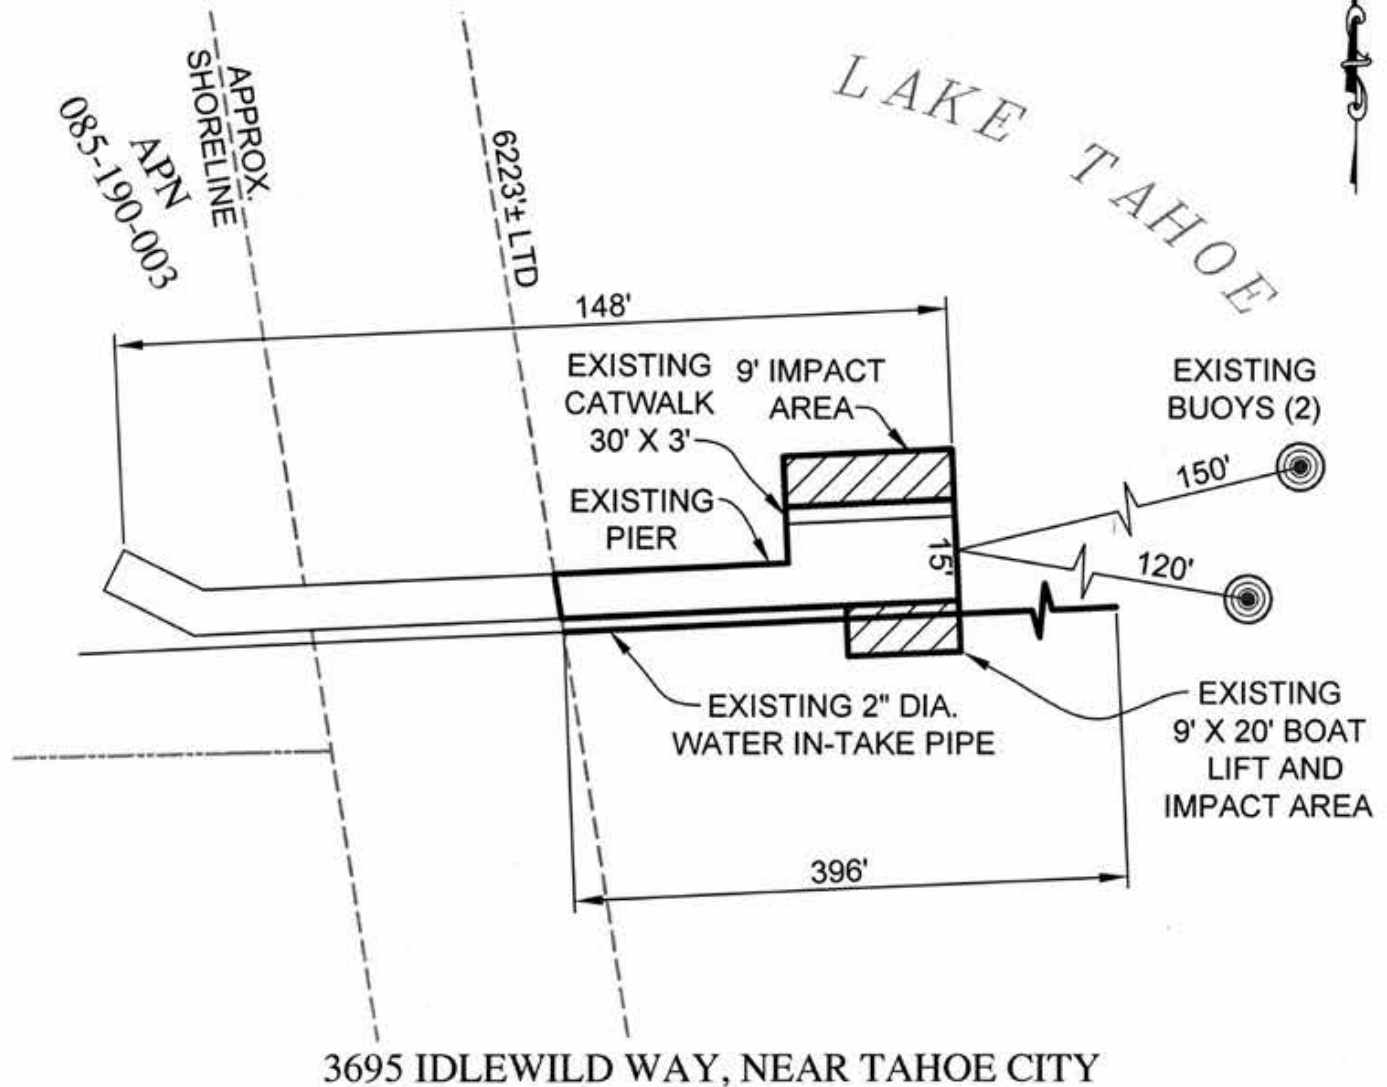 LAKE TAHOE
APPROX.
SHORELINE
APN
085-190-003
6223'± LTD
148'
EXISTING
CATWALK
30' X 3'
9' IMPACT
AREA
EXISTING
BUOYS (2)
150'
EXISTING
PIER
15'
120'
EXISTING 2" DIA.
WATER IN-TAKE PIPE
EXISTING
9' X 20' BOAT
LIFT AND
IMPACT AREA
396'
3695 IDLEWILD WAY, NEAR TAHOE CITY